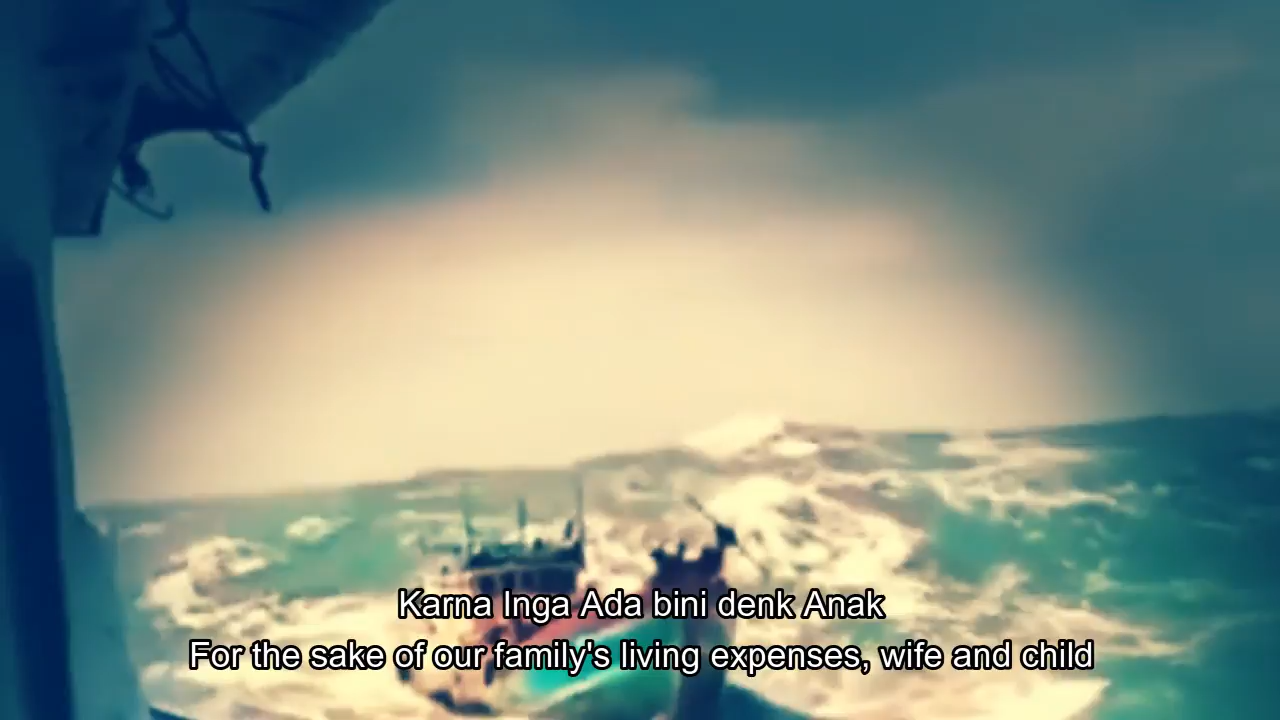 Karna Inga Ada bini denk Anak
For the sake of our family's living expenses, wife and child